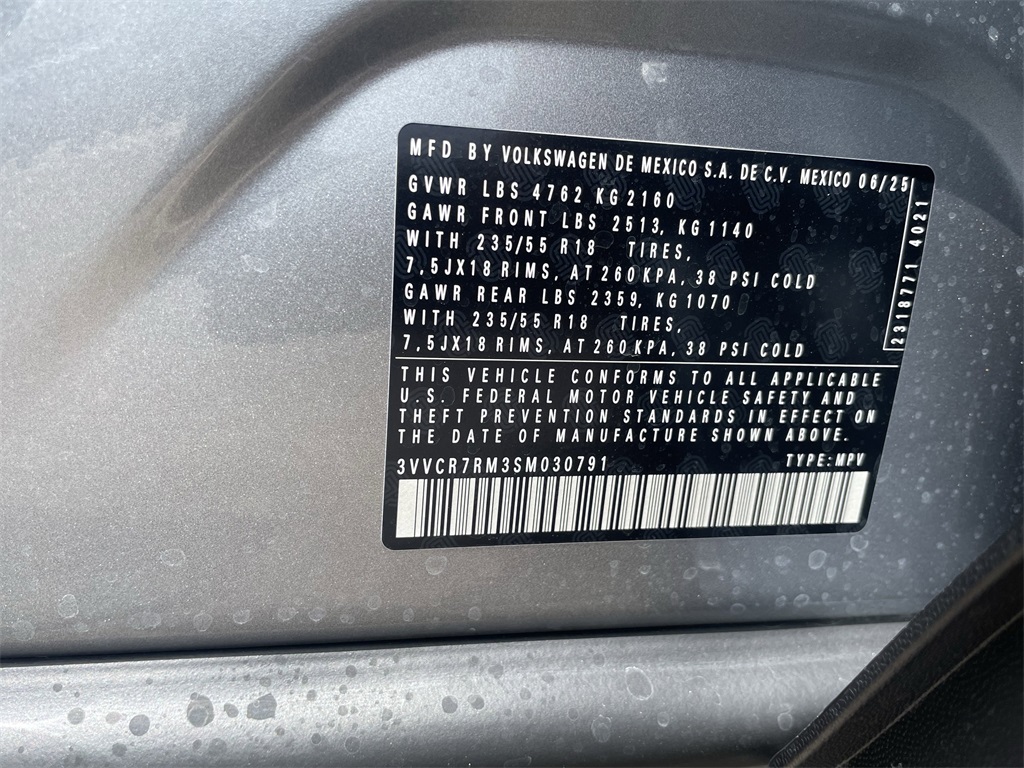 MFD BY VOLKSWAGEN DE MEXICO S.A. DE C.V. MEXICO 06/25
GVWR LBS 4762 KG 2160
GAWR FRONT LBS 2513, KG 1140
WITH 235/55 R18 TIRES,
7,5JX18 RIMS, AT 260 KPA, 38 PSI COLD
GAWR REAR LBS 2359, KG 1070
WITH 235/55 R18 TIRES,
7,5JX18 RIMS, AT 260 KPA, 38 PSI COLD
2318771 4021
THIS VEHICLE CONFORMS TO ALL APPLICABLE
U.S. FEDERAL MOTOR VEHICLE SAFETY AND
THEFT PREVENTION STANDARDS IN EFFECT ON
THE DATE OF MANUFACTURE SHOWN ABOVE.
3VVCR7RM3SM030791 TYPE: MPV